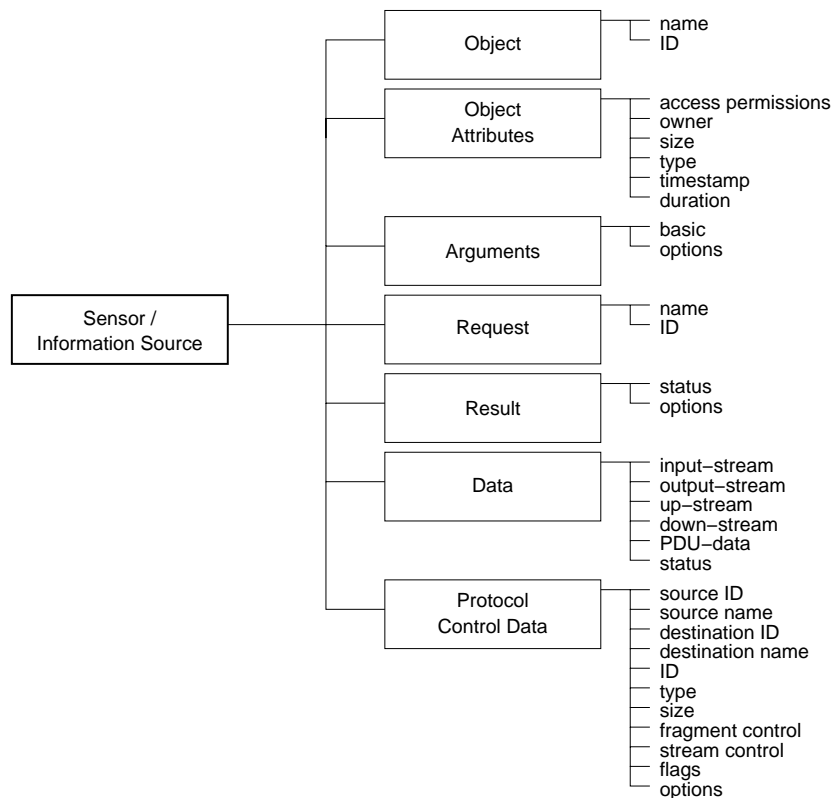 Sensor /
Information Source
Object
name
ID
Object
Attributes
access permissions
owner
size
type
timestamp
duration
Arguments
basic
options
Request
name
ID
Result
status
options
Data
input−stream
output−stream
up−stream
down−stream
PDU−data
status
Protocol
Control Data
source ID
source name
destination ID
destination name
ID
type
size
fragment control
stream control
flags
options